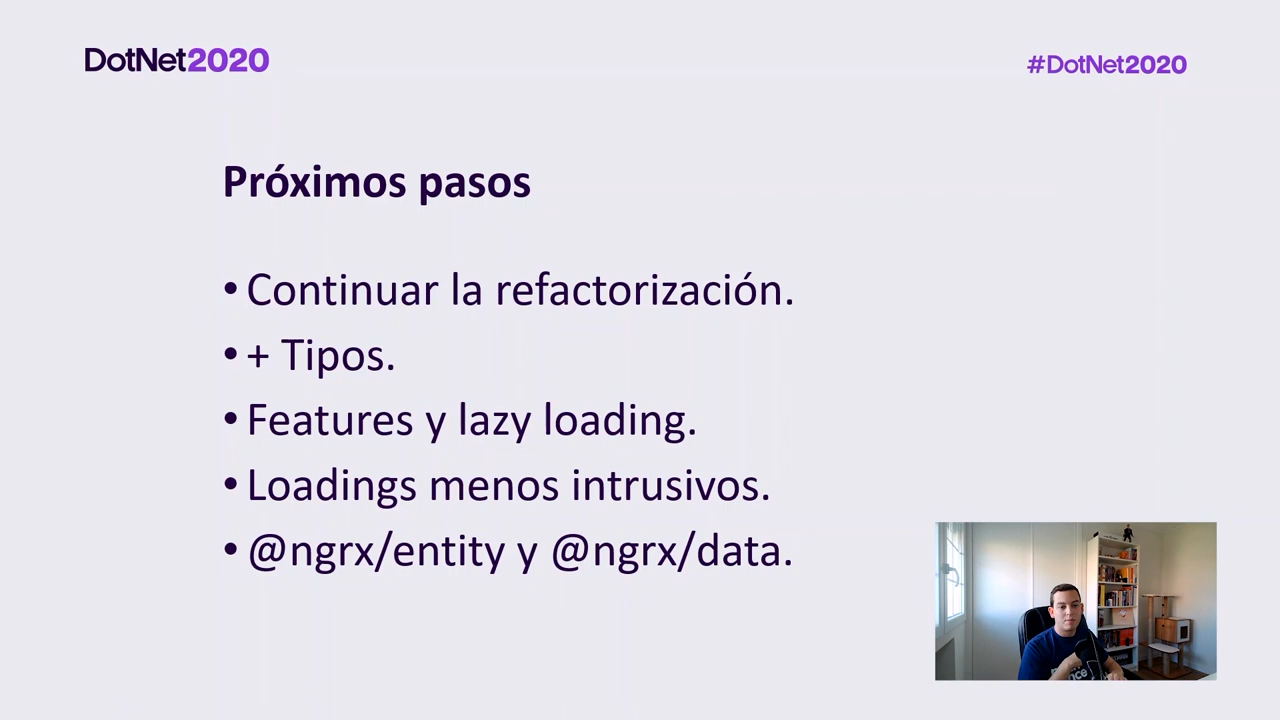 DotNet2020
#DotNet2020
Próximos pasos
• Continuar la refactorización.
• + Tipos.
• Features y lazy loading.
• Loadings menos intrusivos.
• @ngrx/entity y @ngrx/data.